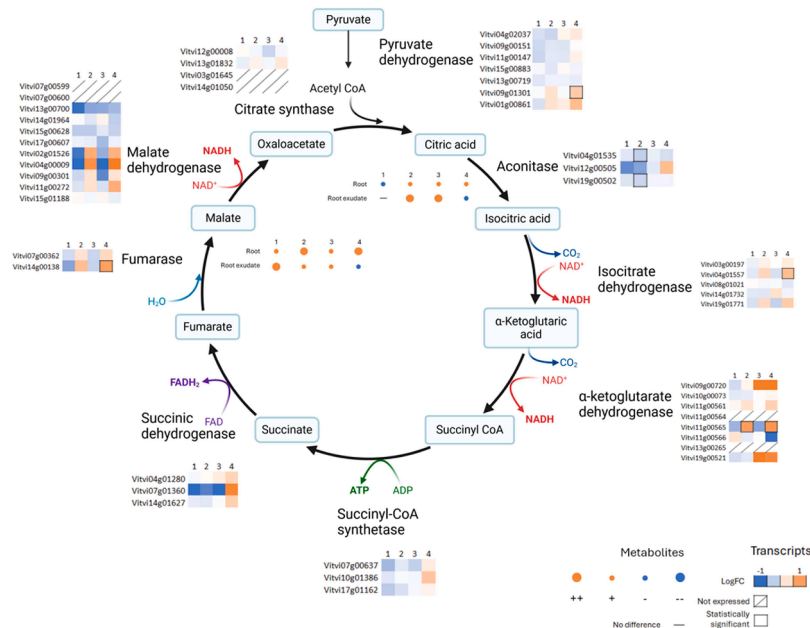 Pyruvate
Pyruvate
dehydrogenase
1 2 3 4
Vitvi04g02037
Vitvi09g00151
Vitvi11g00147
Vitvi15g00883
Vitvi13g00719
Vitvi09g01301
Vitvi01g00861
1 2 3 4
Vitvi12g00008
Vitvi13g01832
Vitvi03g01645
Vitvi14g01050
Acetyl CoA
Citrate synthase
1 2 3 4
Vitvi07g00599
Vitvi07g00600
Vitvi13g00700
Vitvi14g01964
Vitvi15g00628
Vitvi17g00607
Vitvi02g01526
Vitvi04g00009
Vitvi09g00301
Vitvi11g00272
Vitvi15g01188
Malate
dehydrogenase
NADH
NAD⁺
Oxaloacetate
Citric acid
Aconitase
1 2 3 4
Vitvi04g01535
Vitvi12g00505
Vitvi19g00502
1 2 3 4
Root
Root exudate
Isocitric acid
Malate
1 2 3 4
Root
Root exudate
Fumarase
1 2 3 4
Vitvi07g00362
Vitvi14g00138
H₂O
CO₂
NAD⁺
NADH
Isocitrate
dehydrogenase
1 2 3 4
Vitvi03g00197
Vitvi04g01557
Vitvi08g01021
Vitvi14g01732
Vitvi19g01771
Fumarate
α-Ketoglutaric
acid
CO₂
NAD⁺
NADH
α-ketoglutarate
dehydrogenase
1 2 3 4
Vitvi09g00720
Vitvi10g00073
Vitvi11g00561
Vitvi11g00564
Vitvi11g00565
Vitvi11g00566
Vitvi13g00265
Vitvi19g00521
FADH₂
FAD
Succinic
dehydrogenase
Succinate
Succinyl CoA
1 2 3 4
Vitvi04g01280
Vitvi07g01360
Vitvi14g01627
ATP
ADP
Succinyl-CoA
synthetase
1 2 3 4
Vitvi07g00637
Vitvi10g01386
Vitvi17g01162
Metabolites
++ + - --
No difference —
Transcripts
-1 1
LogFC
Not expressed
Statistically
significant